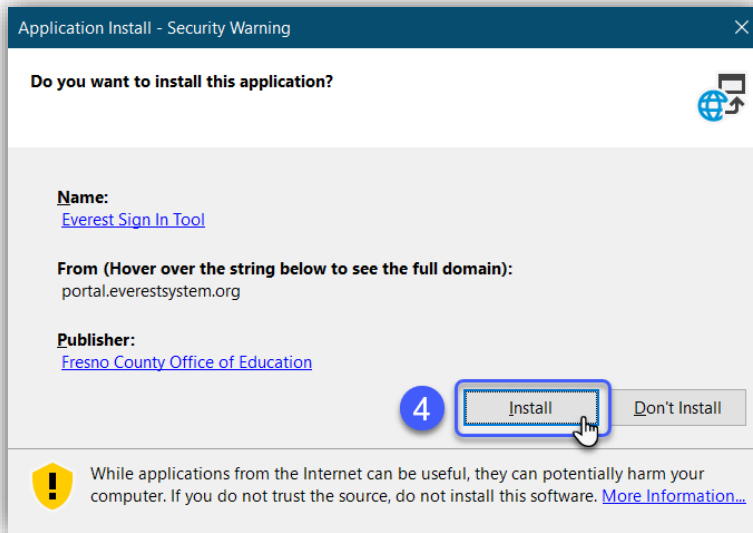 Application Install - Security Warning
Do you want to install this application?
Name:
Everest Sign In Tool
From (Hover over the string below to see the full domain):
portal.everestsystem.org
Publisher:
Fresno County Office of Education
4
Install
Don't Install
While applications from the Internet can be useful, they can potentially harm your
computer. If you do not trust the source, do not install this software. More Information...